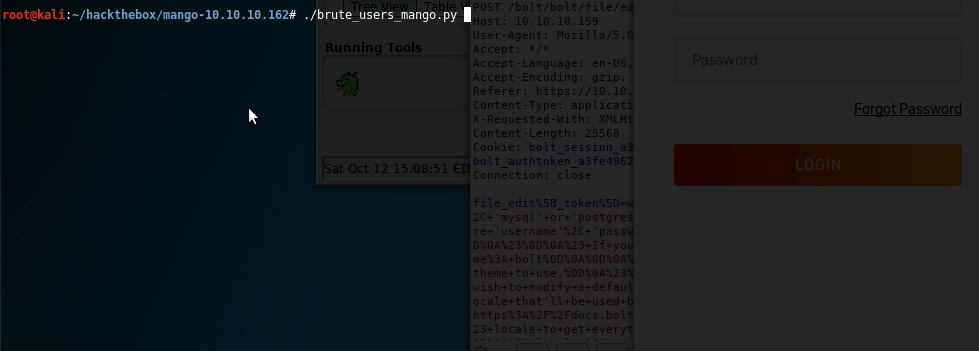 root@kali:~/hackthebox/mango-10.10.10.162# ./brute_users_mango.py
Tree View
Table V
Running Tools
Sat Oct 12 15:08:51 ED
POST /bolt/bolt/file/ed
Host: 10.10.10.159
User-Agent: Mozilla/5.0
Accept: */*
Accept-Language: en-US,
Accept-Encoding: gzip,
Referer: https://10.10.
Content-Type: applicati
X-Requested-With: XMLHt
Content-Length: 25568
Cookie: bolt_session_a3
bolt_authtoken_a3fe4962
Connection: close
file_edit%5B_token%5D=w
2C+'mysql'+or+'postgres
re+'username'%2C+'passw
D%0A%23%0D%0A+If+you
me%3A+bolt%0D%0A%0D%0A%
theme+to+use.%0D%0A%23%
wish+to+modify+a+defaul
ocale+that'll+be+used+b
https%3A%2F%2Fdocs.bolt
23+locale+to+get+everyt
Password
Forgot Password
LOGIN